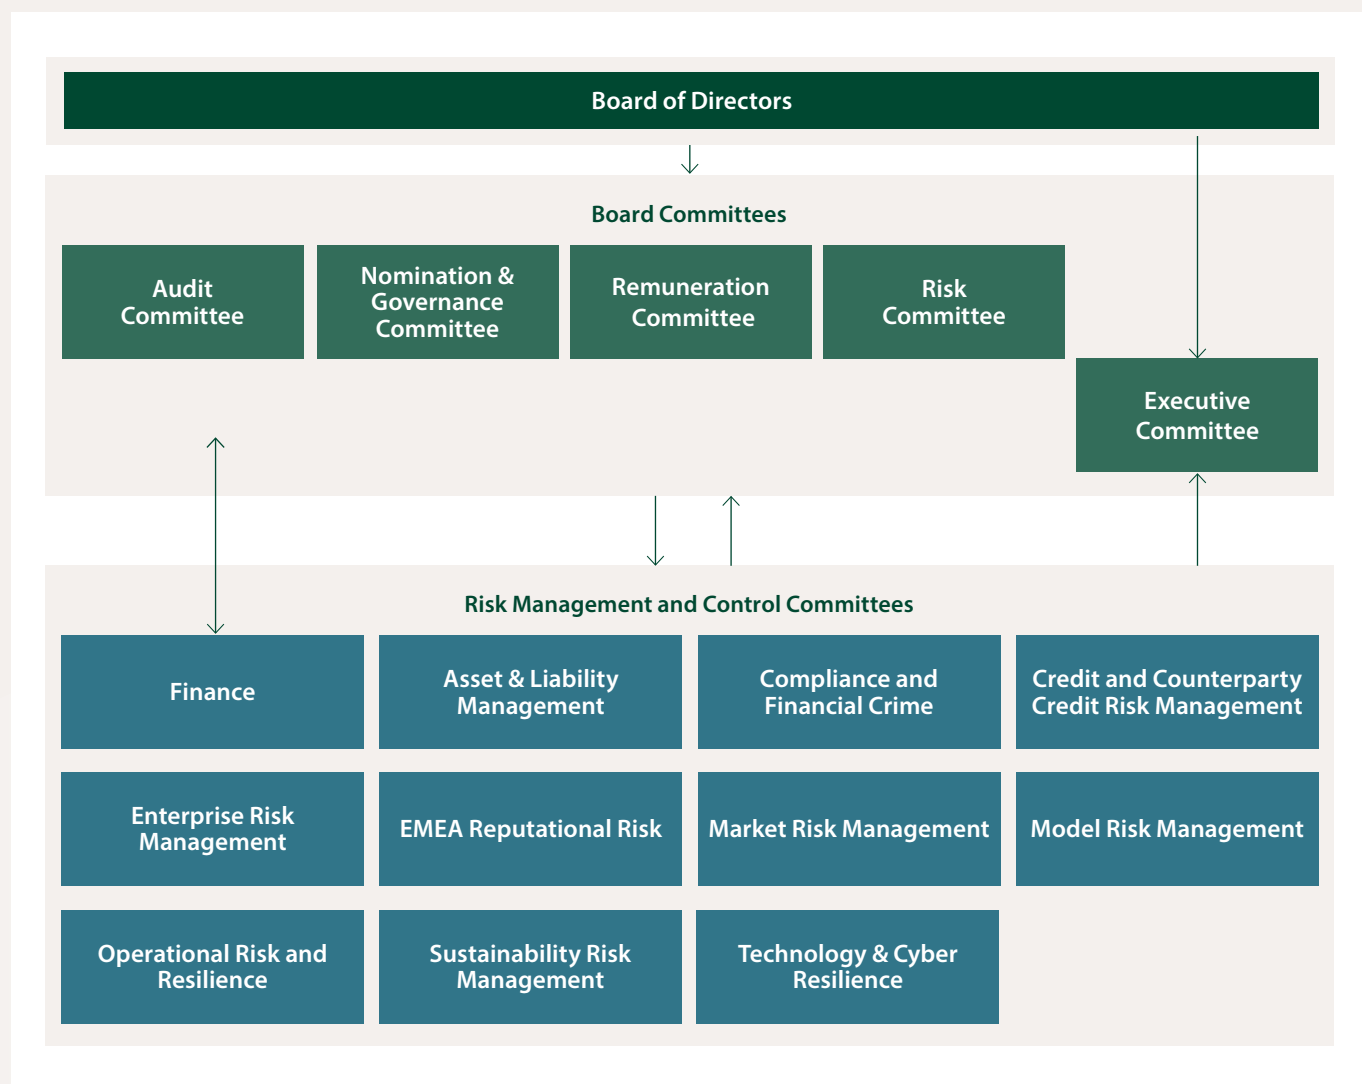 Board of Directors
Board Committees
Audit
Committee
Nomination &
Governance
Committee
Remuneration
Committee
Risk
Committee
Executive
Committee
Risk Management and Control Committees
Finance
Asset & Liability
Management
Compliance and
Financial Crime
Credit and Counterparty
Credit Risk Management
Enterprise Risk
Management
EMEA Reputational Risk
Market Risk Management
Model Risk Management
Operational Risk and
Resilience
Sustainability Risk
Management
Technology & Cyber
Resilience